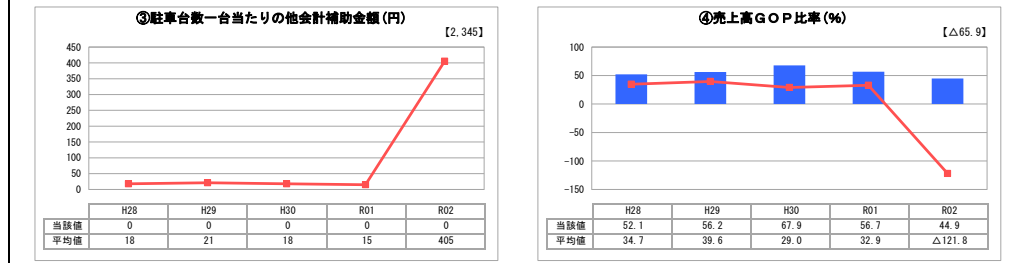 ③駐車台数一台当たりの他会計補助金額(円)
【2,345】
450
400
350
300
250
200
150
100
50
0
H28 H29 H30 R01 R02
当該値 0 0 0 0 0
平均値 18 21 18 15 405
④売上高GOP比率(%)
【△65.9】
100
50
0
-50
-100
-150
H28 H29 H30 R01 R02
当該値 52.1 56.2 67.9 56.7 44.9
平均値 34.7 39.6 29.0 32.9 △121.8